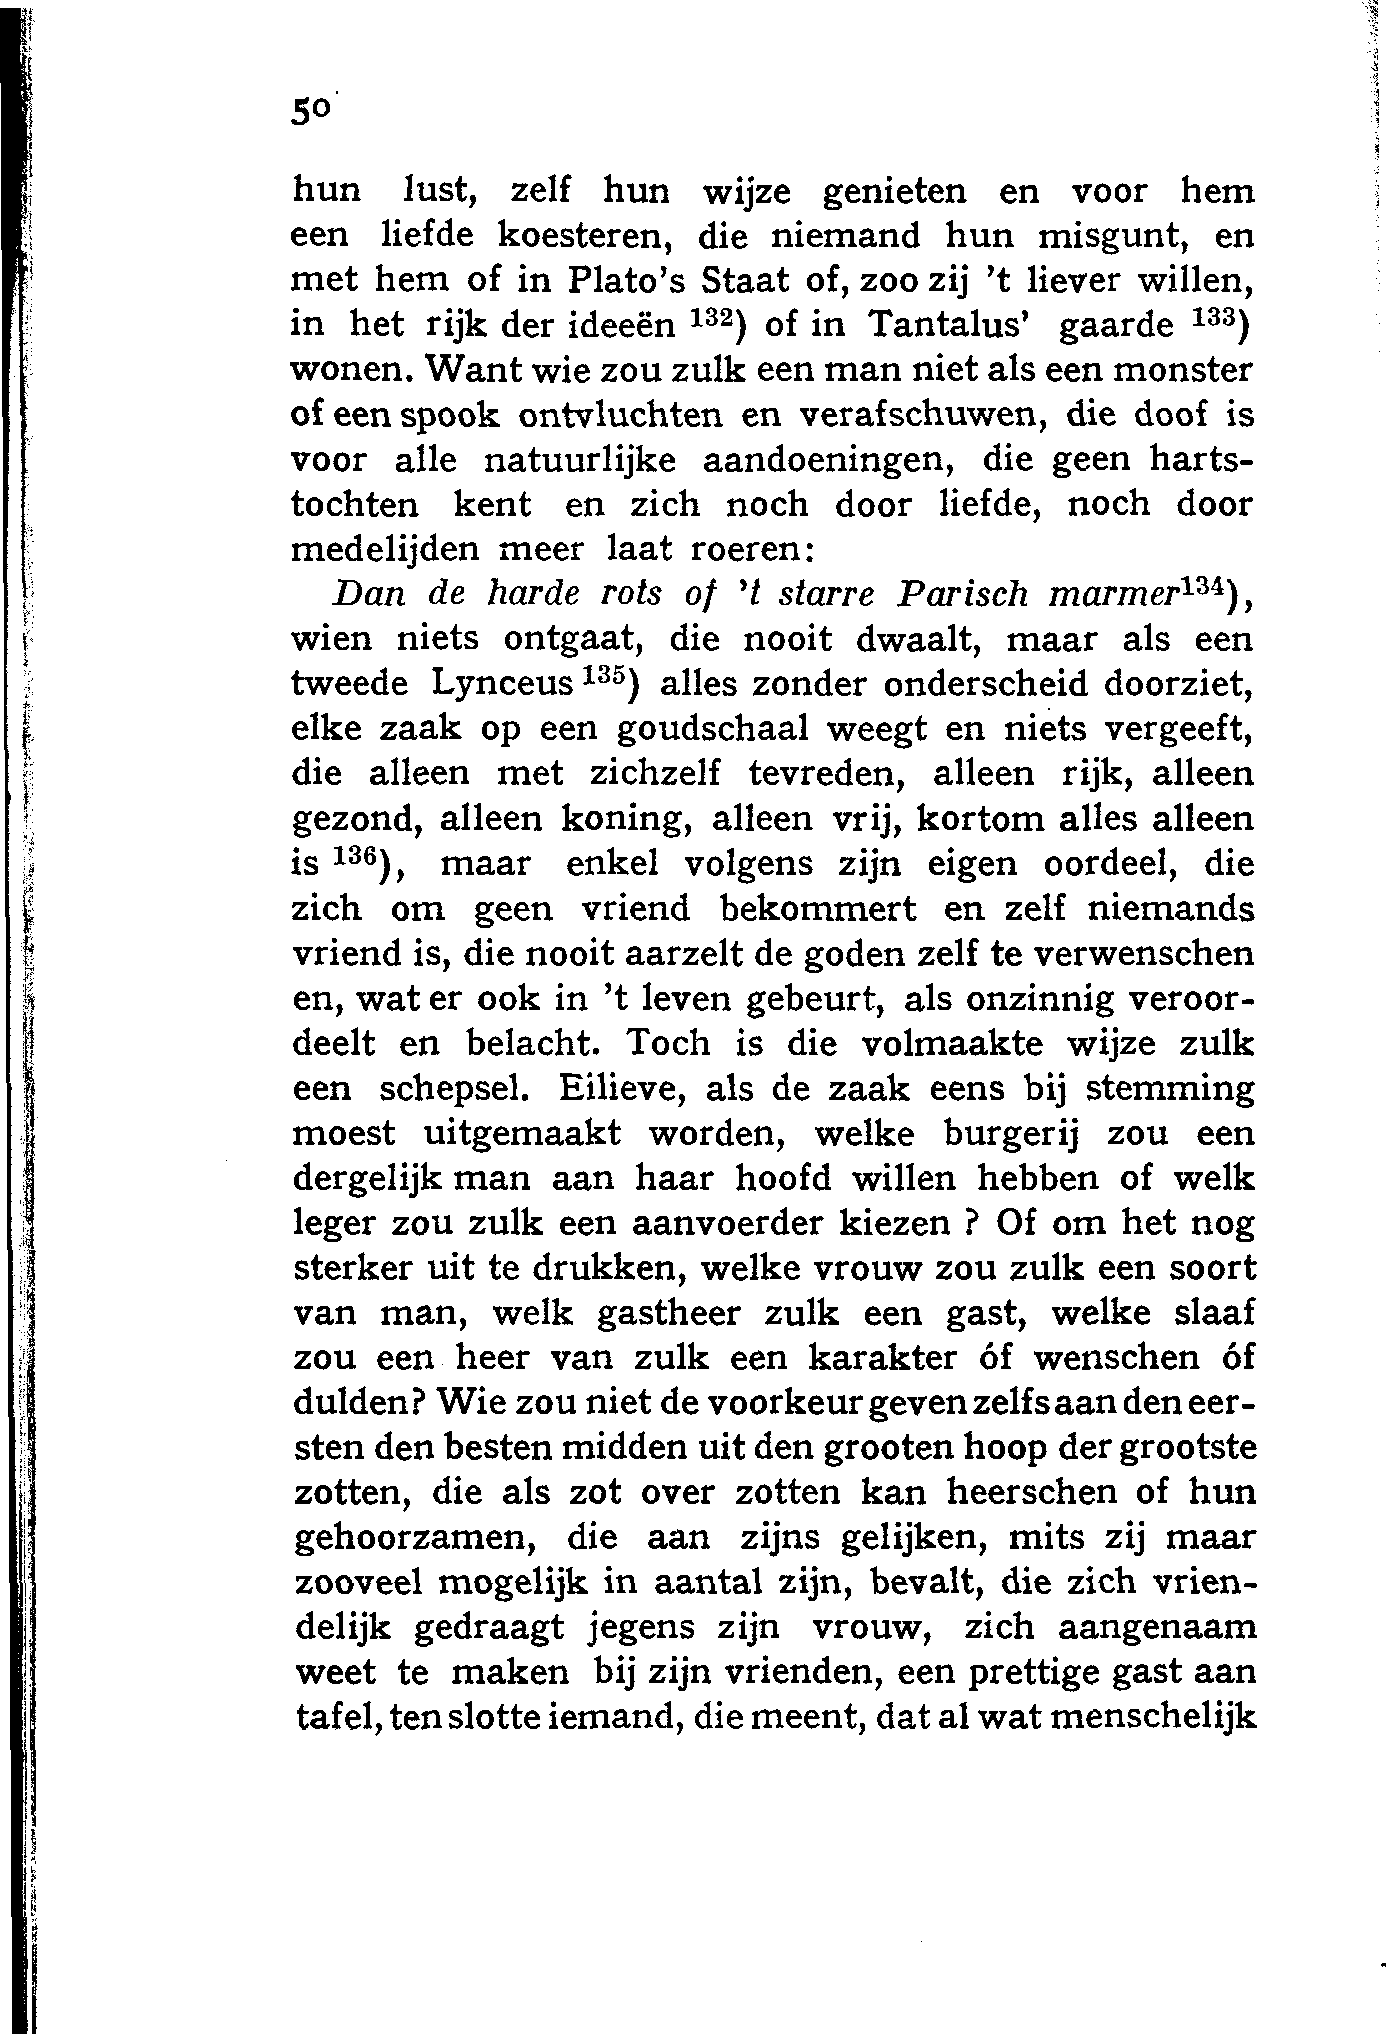 50
hun lust, zelf hun wijze genieten en voor hem
een liefde koesteren, die niemand hun misgunt, en
met hem of in Plato's Staat of, zoo zij 't liever willen,
in het rijk der ideeën 132) of in Tantalus' gaarde 133)
wonen. Want wie zou zulk een man niet als een monster
of een spook ontvluchten en verafschuwen, die doof is
voor alle natuurlijke aandoeningen, die geen harts-
tochten kent en zich noch door liefde, noch door
medelijden meer laat roeren:
Dan de harde rots of 't starre Parisch marmer134),
wien niets ontgaat, die nooit dwaalt, maar als een
tweede Lynceus 135) alles zonder onderscheid doorziet,
elke zaak op een goudschaal weegt en niets vergeeft,
die alleen met zichzelf tevreden, alleen rijk, alleen
gezond, alleen koning, alleen vrij, kortom alles alleen
is 136), maar enkel volgens zijn eigen oordeel, die
zich om geen vriend bekommert en zelf niemands
vriend is, die nooit aarzelt de goden zelf te verwenschen
en, wat er ook in 't leven gebeurt, als onzinnig veroor-
deelt en belacht. Toch is die volmaakte wijze zulk
een schepsel. Eilieve, als de zaak eens bij stemming
moest uitgemaakt worden, welke burgerij zou een
dergelijk man aan haar hoofd willen hebben of welk
leger zou zulk een aanvoerder kiezen ? Of om het nog
sterker uit te drukken, welke vrouw zou zulk een soort
van man, welk gastheer zulk een gast, welke slaaf
zou een heer van zulk een karakter óf wenschen óf
dulden? Wie zou niet de voorkeur geven zelfs aan den eer-
sten den besten midden uit den grooten hoop der grootste
zotten, die als zot over zotten kan heerschen of hun
gehoorzamen, die aan zijns gelijken, mits zij maar
zooveel mogelijk in aantal zijn, bevalt, die zich vrien-
delijk gedraagt jegens zijn vrouw, zich aangenaam
weet te maken bij zijn vrienden, een prettige gast aan
tafel, ten slotte iemand, die meent, dat al wat menschelijk